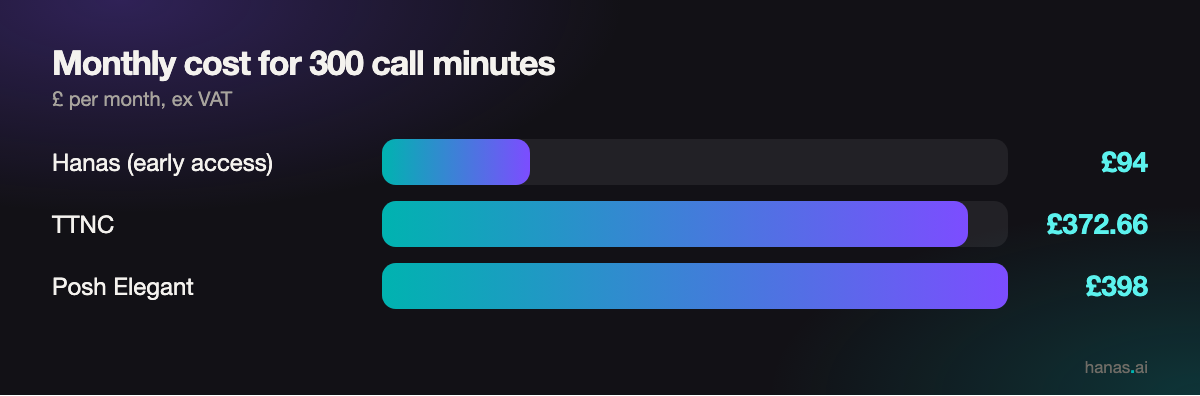 Monthly cost for 300 call minutes
£ per month, ex VAT
Hanas (early access) £94
TTNC £372.66
Posh Elegant £398
hanas.ai